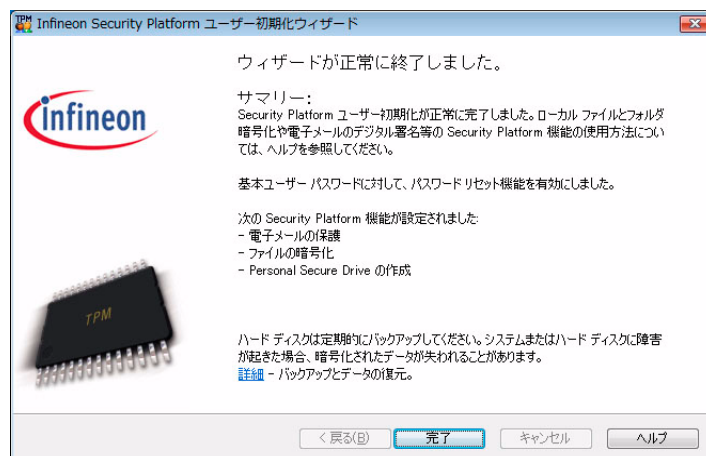 Infineon Security Platform ユーザー初期化ウィザード
ウィザードが正常に終了しました。
infineon
サマリー:
Security Platform ユーザー初期化が正常に完了しました。ローカル ファイルとフォルダ
暗号化や電子メールのデジタル署名等の Security Platform 機能の使用方法につい
ては、ヘルプを参照してください。
基本ユーザー パスワードに対して、パスワード リセット機能を有効にしました。
次の Security Platform 機能が設定されました:
- 電子メールの保護
- ファイルの暗号化
- Personal Secure Drive の作成
TPM
ハード ディスクは定期的にバックアップしてください。システムまたはハード ディスクに障害
が起きた場合、暗号化されたデータが失われることがあります。
詳細 - バックアップとデータの復元。
< 戻る(B) 完了 キャンセル ヘルプ